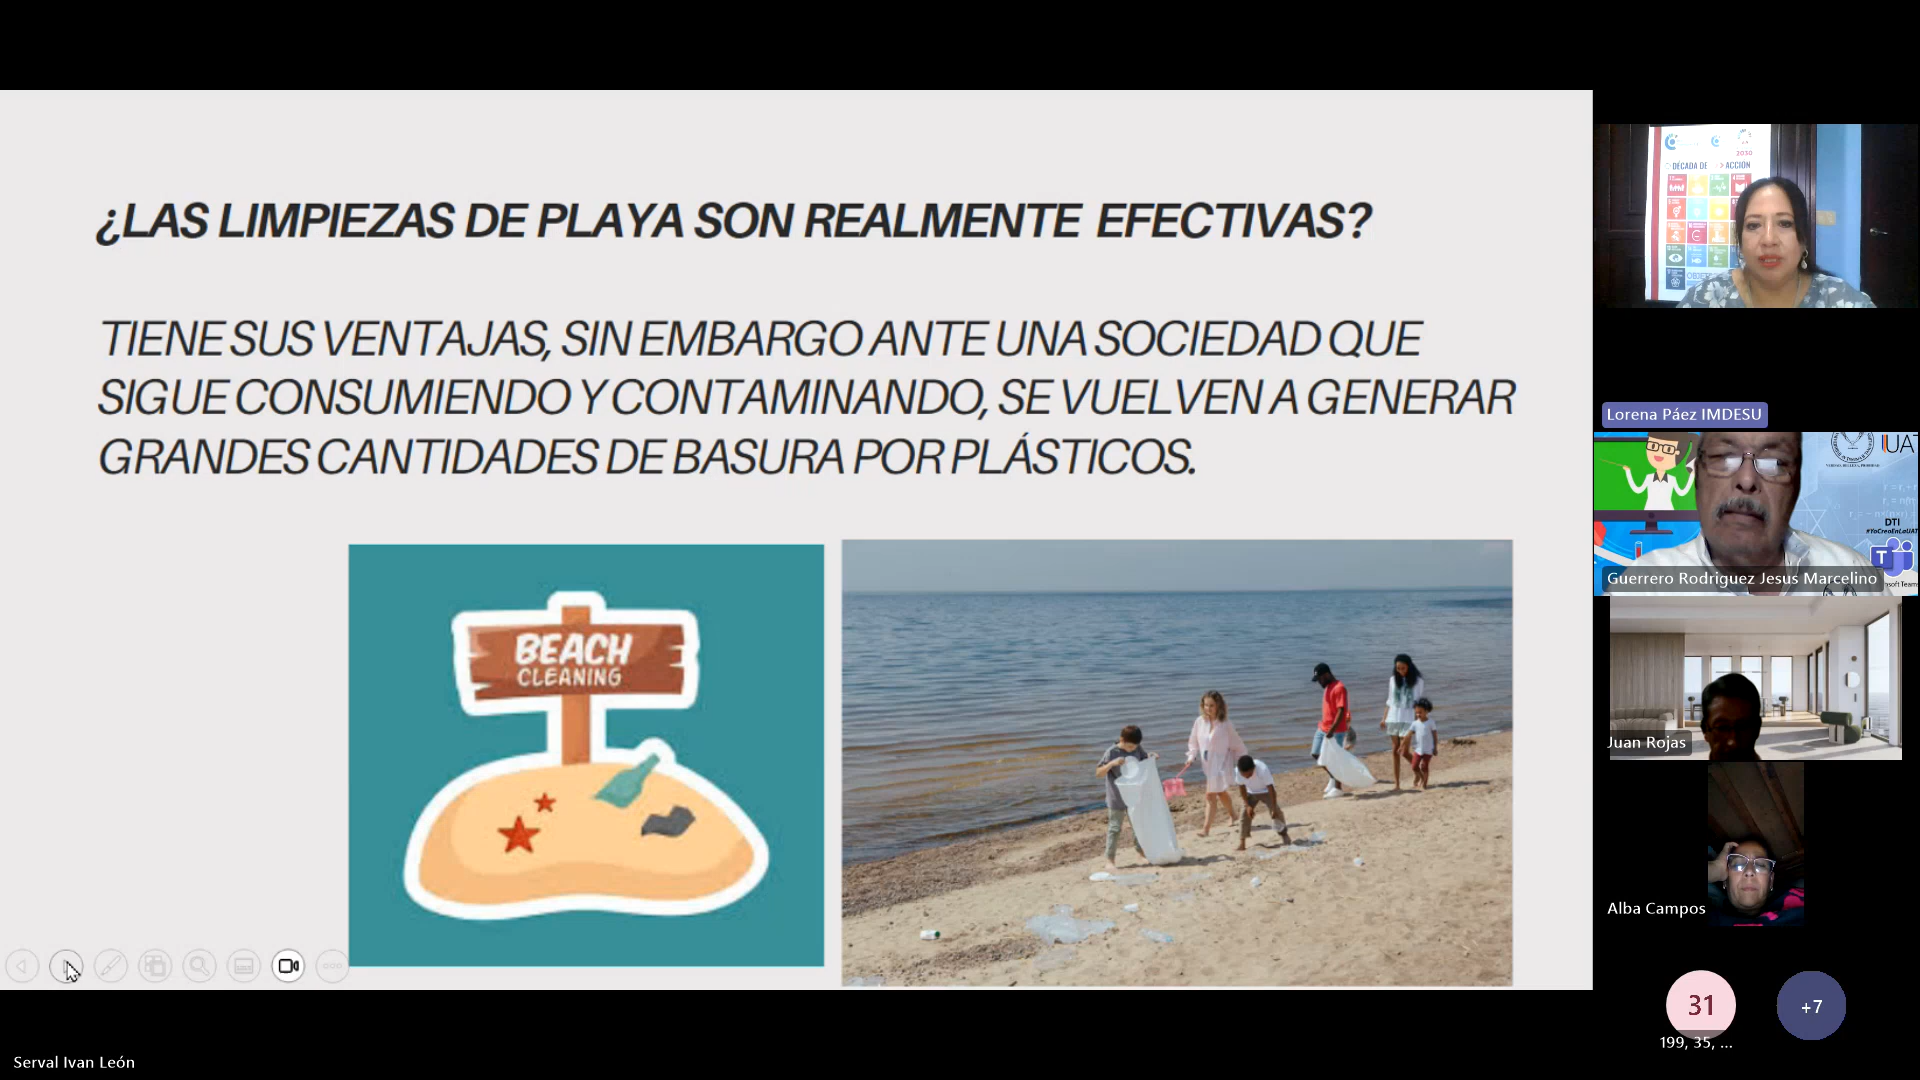 ¿LAS LIMPIEZAS DE PLAYA SON REALMENTE EFECTIVAS?
TIENE SUS VENTAJAS, SIN EMBARGO ANTE UNA SOCIEDAD QUE
SIGUE CONSUMIENDO Y CONTAMINANDO, SE VUELVEN A GENERAR
GRANDES CANTIDADES DE BASURA POR PLÁSTICOS.
BEACH
CLEANING
2030
DÉCADA DE ACCIÓN
Lorena Páez IMDESU
UAT
DTI
#YoCreoEnLaUAT
Guerrero Rodriguez Jesus Marcelino
Juan Rojas
Alba Campos
31
+7
199, 35, ...
Serval Ivan León